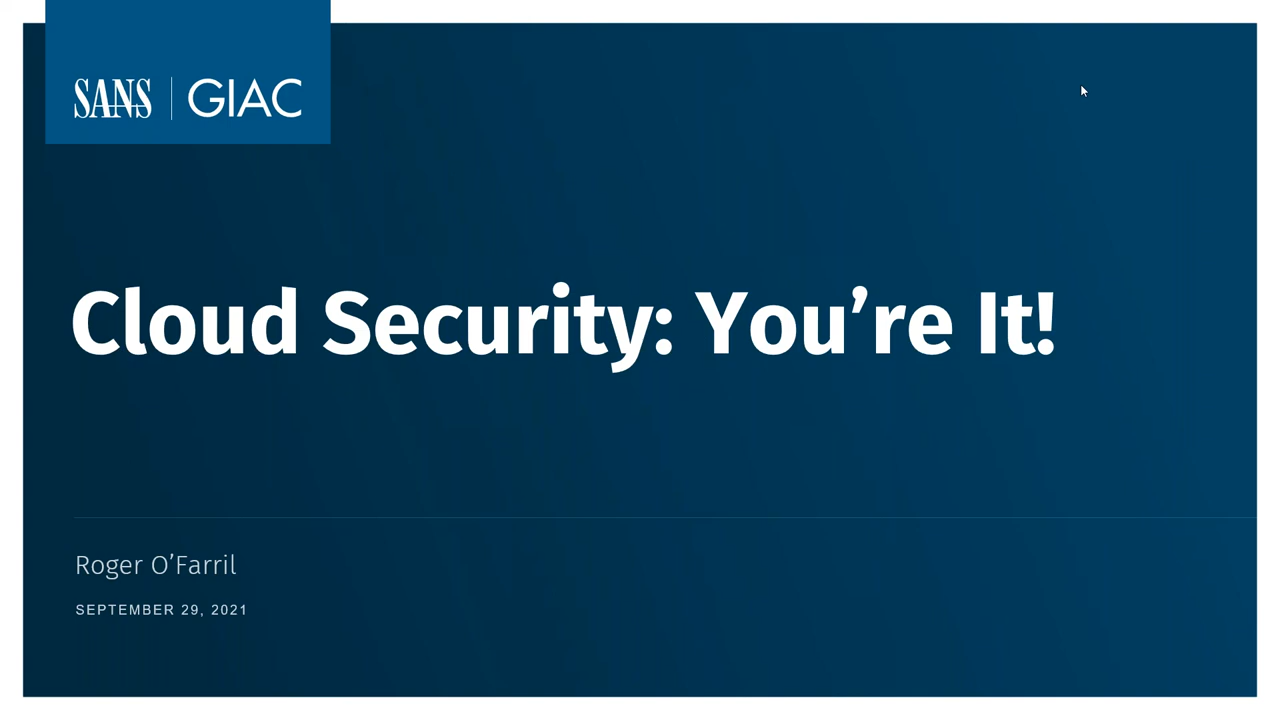 SANS | GIAC
Cloud Security: You’re It!
Roger O’Farril
SEPTEMBER 29, 2021